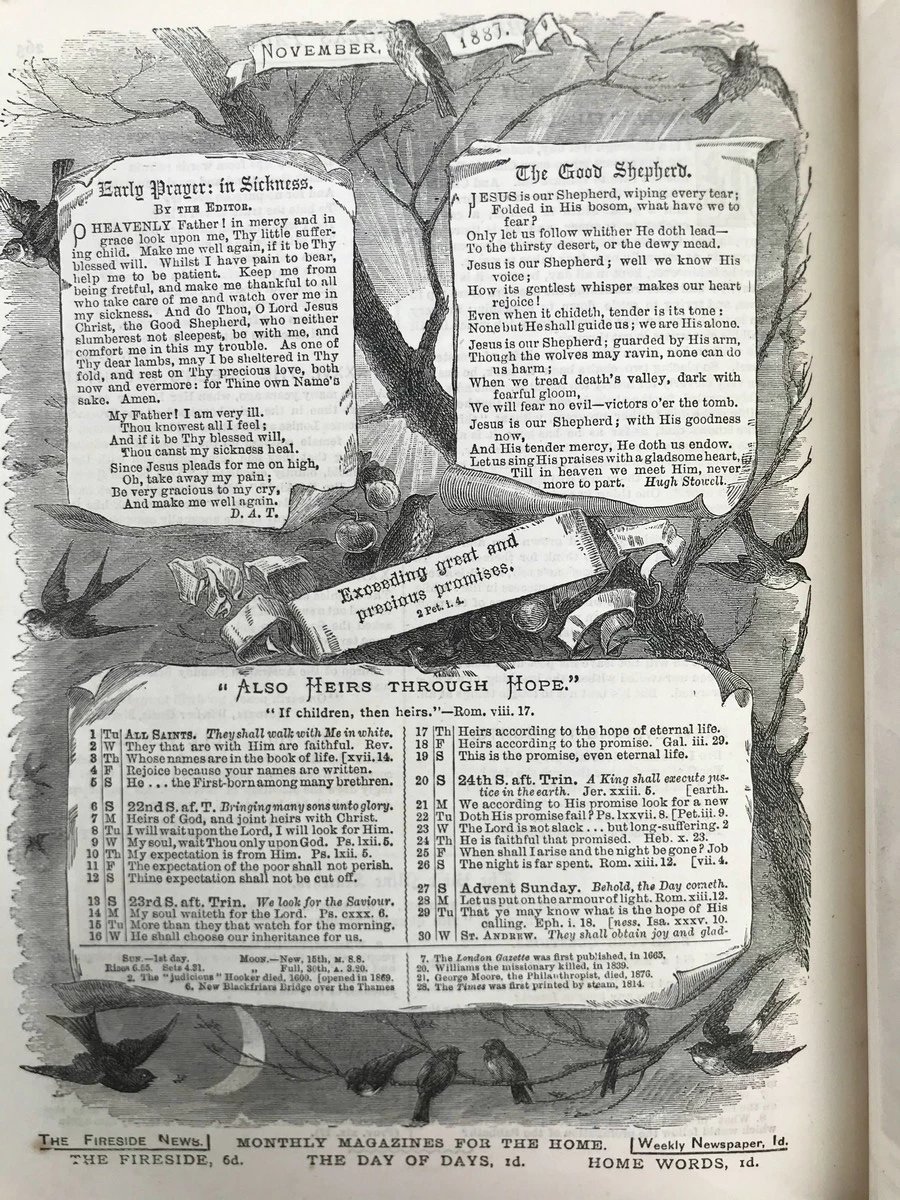 NOVEMBER, 1887.
Early Prayer: in Sickness.
BY THE EDITOR.
O HEAVENLY Father! in mercy and in
grace look upon me, Thy little suffer-
ing child. Make me well again, if it be Thy
blessed will. Whilst I have pain to bear,
help me to be patient. Keep me from
being fretful, and make me thankful to all
who take care of me and watch over me in
my sickness. And do Thou, O Lord Jesus
Christ, the Good Shepherd, who neither
slumberest not sleepest, be with me, and
comfort me in this my trouble. As one of
Thy dear lambs, may I be sheltered in Thy
fold, and rest on Thy precious love, both
now and evermore: for Thine own Name's
sake. Amen.
My Father! I am very ill.
Thou knowest all I feel;
And if it be Thy blessed will,
Thou canst my sickness heal.
Since Jesus pleads for me on high,
Oh, take away my pain;
Be very gracious to my cry,
And make me well again.
D. A. T.
The Good Shepherd.
JESUS is our Shepherd, wiping every tear;
Folded in His bosom, what have we to
fear?
Only let us follow whither He doth lead—
To the thirsty desert, or the dewy mead.
Jesus is our Shepherd; well we know His
voice;
How its gentlest whisper makes our heart
rejoice!
Even when it chideth, tender is its tone:
None but He shall guide us; we are His alone.
Jesus is our Shepherd; guarded by His arm,
Though the wolves may ravin, none can do
us harm;
When we tread death's valley, dark with
fearful gloom,
We will fear no evil—victors o'er the tomb.
Jesus is our Shepherd; with His goodness
now,
And His tender mercy, He doth us endow.
Let us sing His praises with a gladsome heart,
Till in heaven we meet Him, never
more to part. Hugh Stowell.
Exceeding great and
precious promises.
2 Pet. i. 4.
"ALSO HEIRS THROUGH HOPE."
"If children, then heirs."—Rom. viii. 17.
1 Tu ALL SAINTS. They shall walk with Me in white.
2 W They that are with Him are faithful. Rev.
3 Th Whose names are in the book of life. [xvii. 14.
4 F Rejoice because your names are written.
5 S He . . . the First-born among many brethren.
6 S 22nd S. af. T. Bringing many sons unto glory.
7 M Heirs of God, and joint heirs with Christ.
8 Tu I will wait upon the Lord, I will look for Him.
9 W My soul, wait Thou only upon God. Ps. lxii. 5.
10 Th My expectation is from Him. Ps. lxii. 5.
11 F The expectation of the poor shall not perish.
12 S Thine expectation shall not be cut off.
13 S 23rd S. aft. Trin. We look for the Saviour.
14 M My soul waiteth for the Lord. Ps. cxxx. 6.
15 Tu More than they that watch for the morning.
16 W He shall choose our inheritance for us.
17 Th Heirs according to the hope of eternal life.
18 F Heirs according to the promise. Gal. iii. 29.
19 S This is the promise, even eternal life.
20 S 24th S. aft. Trin. A King shall execute jus-
tice in the earth. Jer. xxiii. 5. [earth.
21 M We according to His promise look for a new
22 Tu Doth His promise fail? Ps. lxxvii. 8. [Pet. iii. 9.
23 W The Lord is not slack . . . but long-suffering. 2
24 Th He is faithful that promised. Heb. x. 23.
25 F When shall I arise and the night be gone? Job
26 S The night is far spent. Rom. xiii. 12. [vii. 4.
27 S Advent Sunday. Behold, the Day cometh.
28 M Let us put on the armour of light. Rom. xiii. 12.
29 Tu That ye may know what is the hope of His
calling. Eph. i. 18. [ness. Isa. xxxv. 10.
30 W ST. ANDREW. They shall obtain joy and glad-
SUN.—1st day. MOON.—New, 15th, M. 8.8.
Rises 6.55. Sets 4.31. „ Full, 30th, A. 3.20.
2. The "judicious" Hooker died, 1600. [opened in 1869.
6. New Blackfriars Bridge over the Thames
7. The London Gazette was first published, in 1665.
20. Williams the missionary killed, in 1839.
21. George Moore, the Philanthropist, died, 1876.
28. The Times was first printed by steam, 1814.
THE FIRESIDE NEWS. MONTHLY MAGAZINES FOR THE HOME. Weekly Newspaper, 1d.
THE FIRESIDE, 6d. THE DAY OF DAYS, 1d. HOME WORDS, 1d.